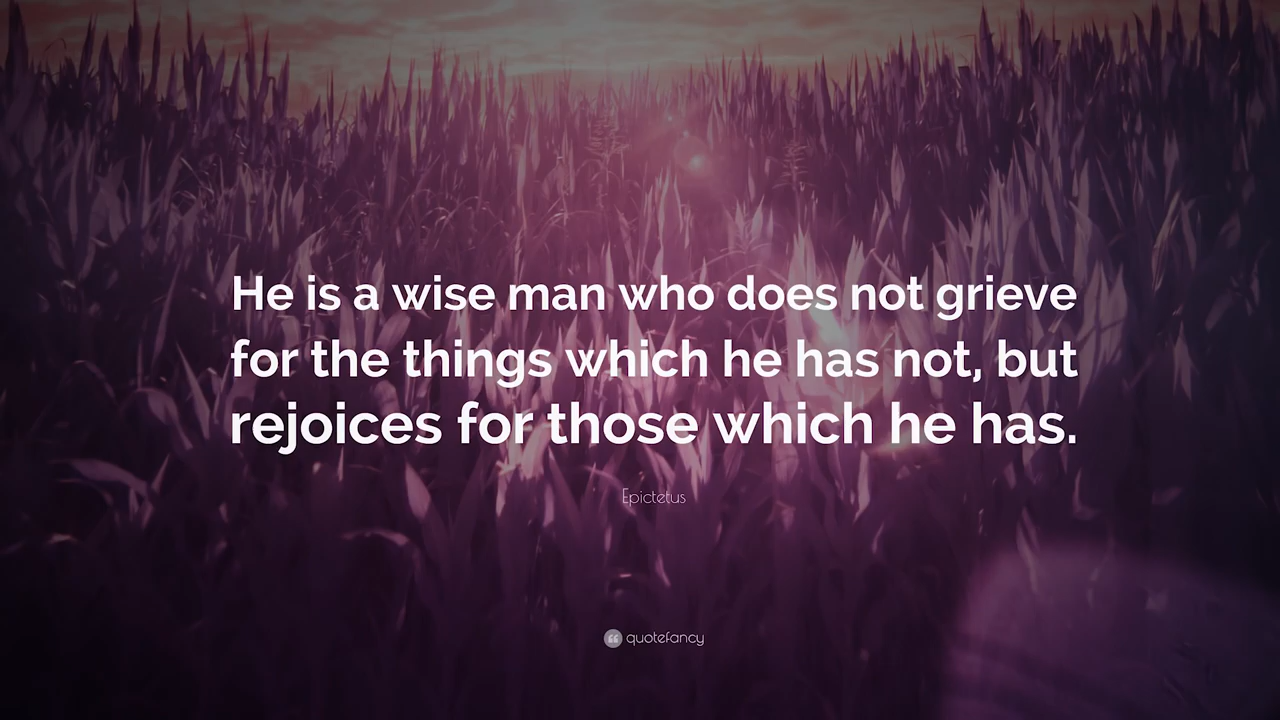 He is a wise man who does not grieve
for the things which he has not, but
rejoices for those which he has.
Epictetus
quotefancy